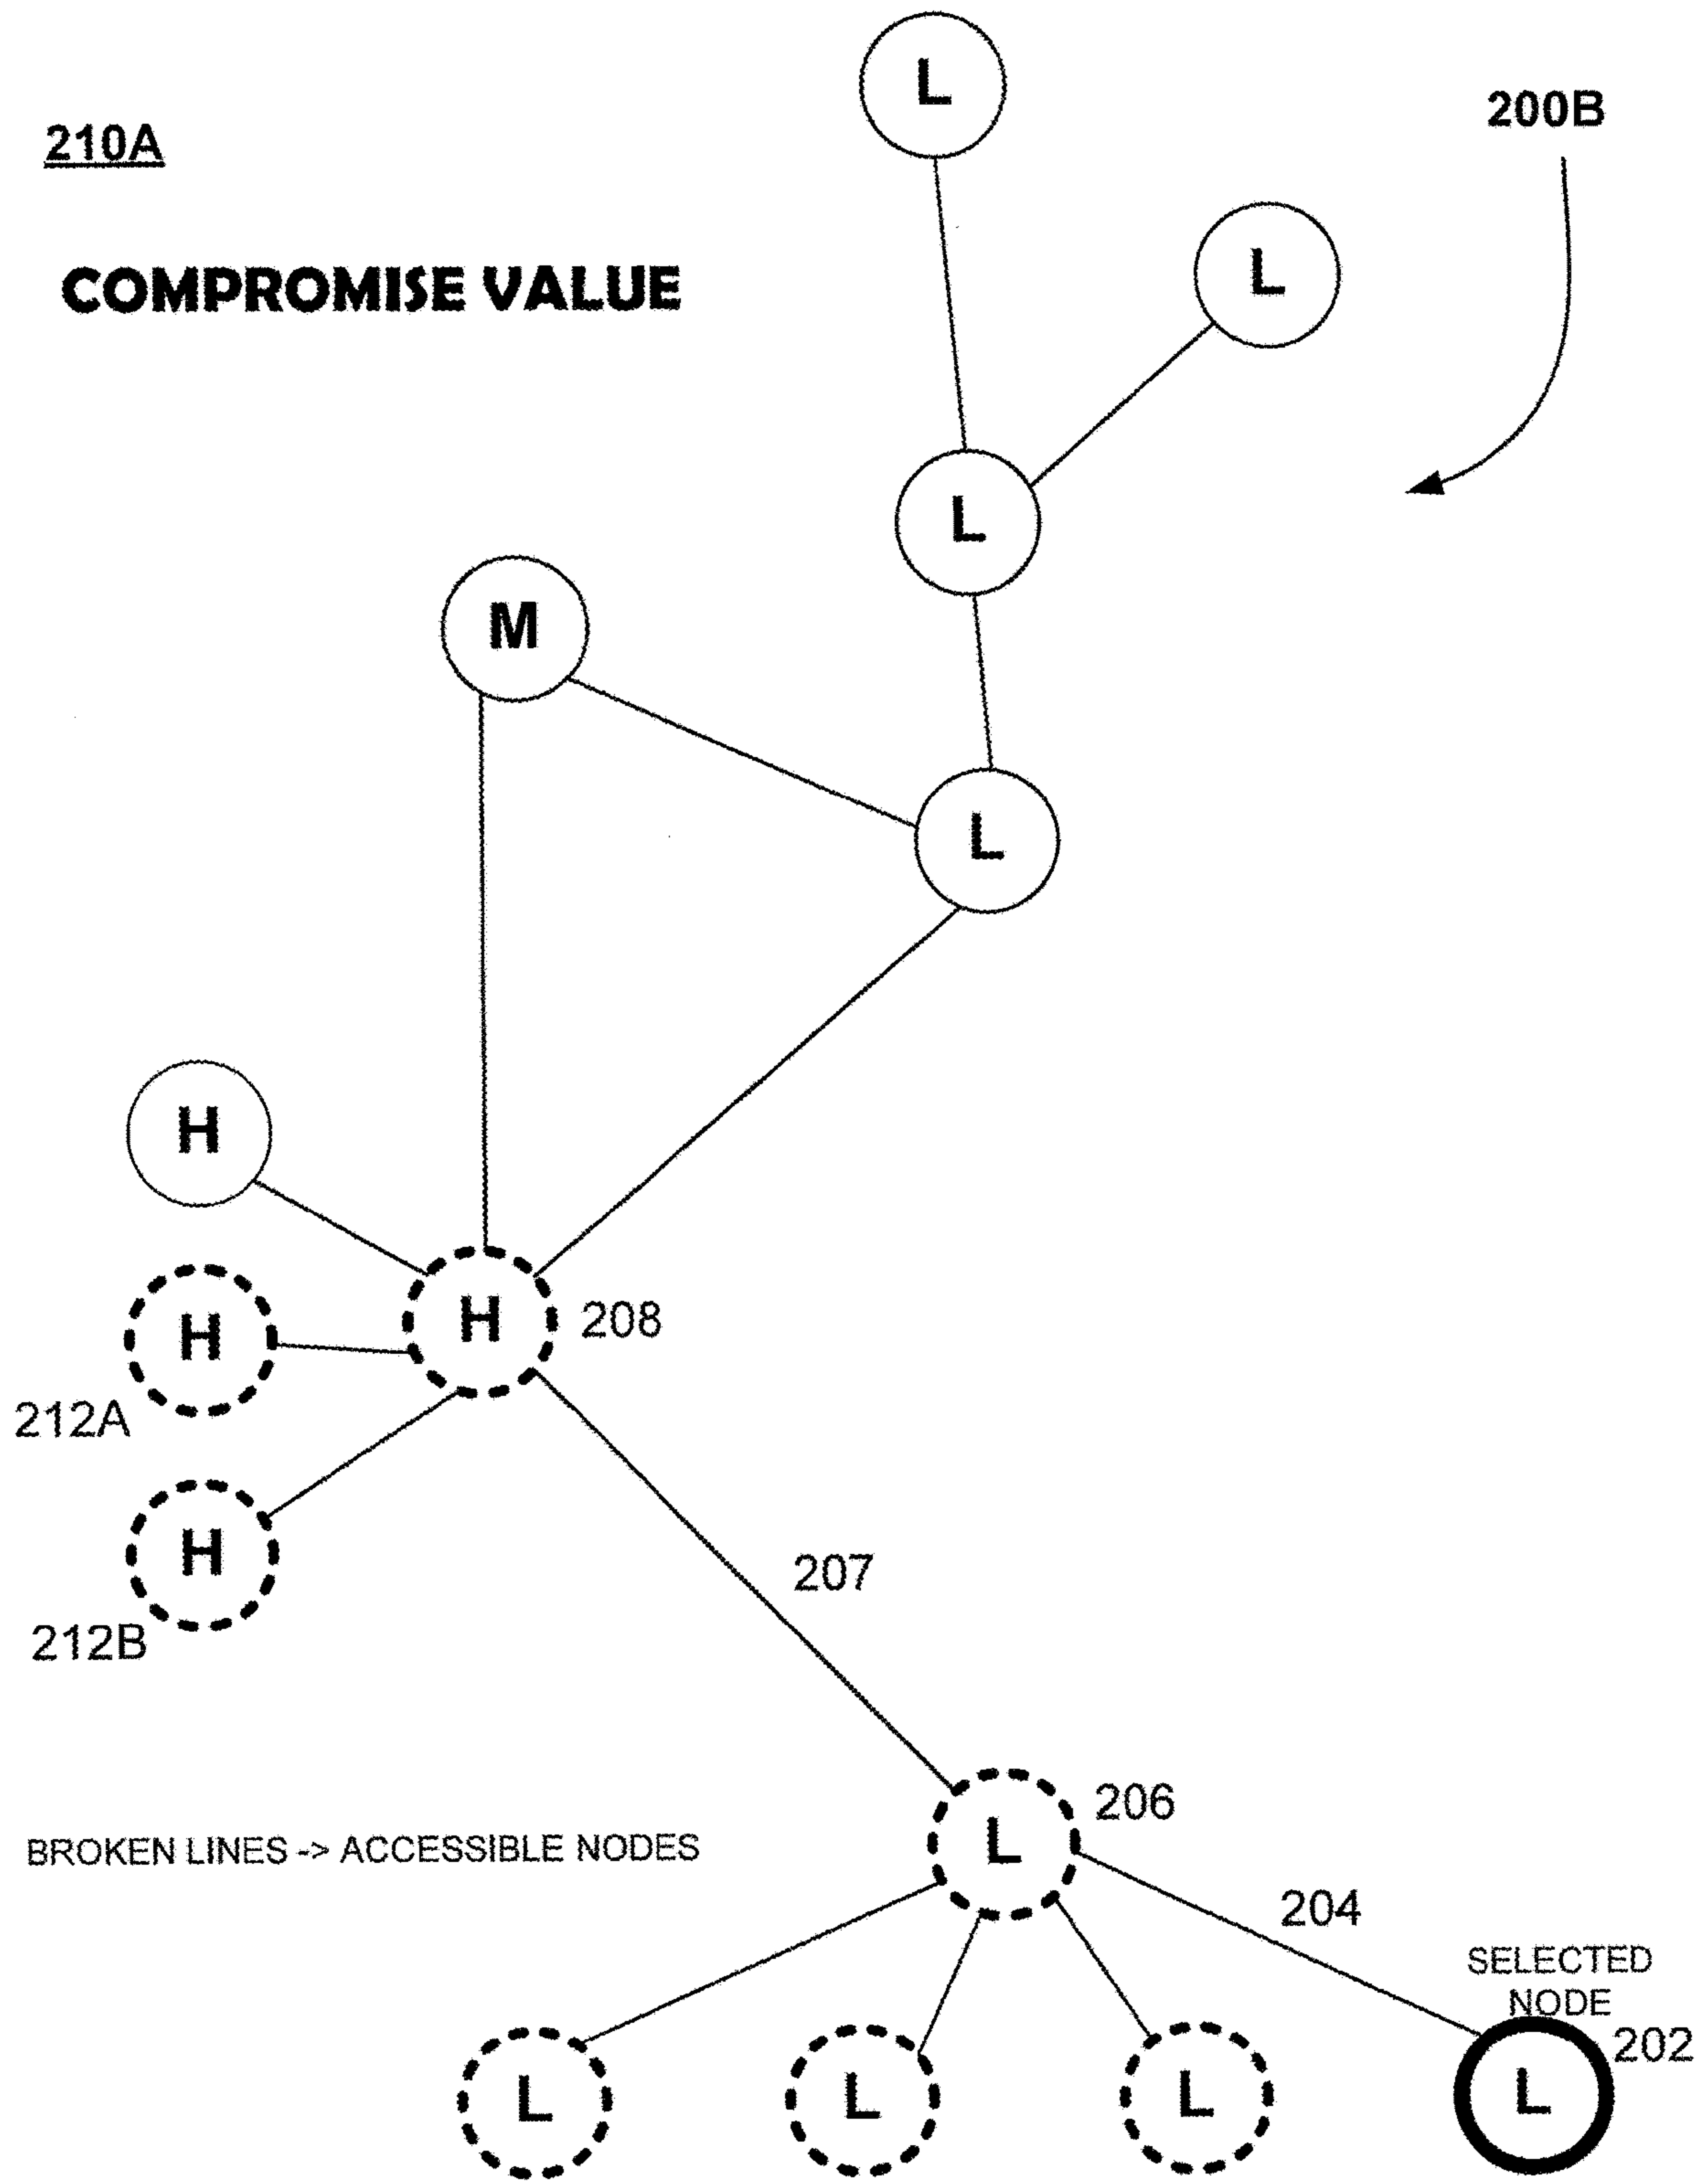 L
200B
210A
L
COMPROMISE VALUE
L
M
L
H
H
208
H
212A
H
207
212B
206
L
BROKEN LINES -> ACCESSIBLE NODES
204
SELECTED
NODE
202
L
L
L
L